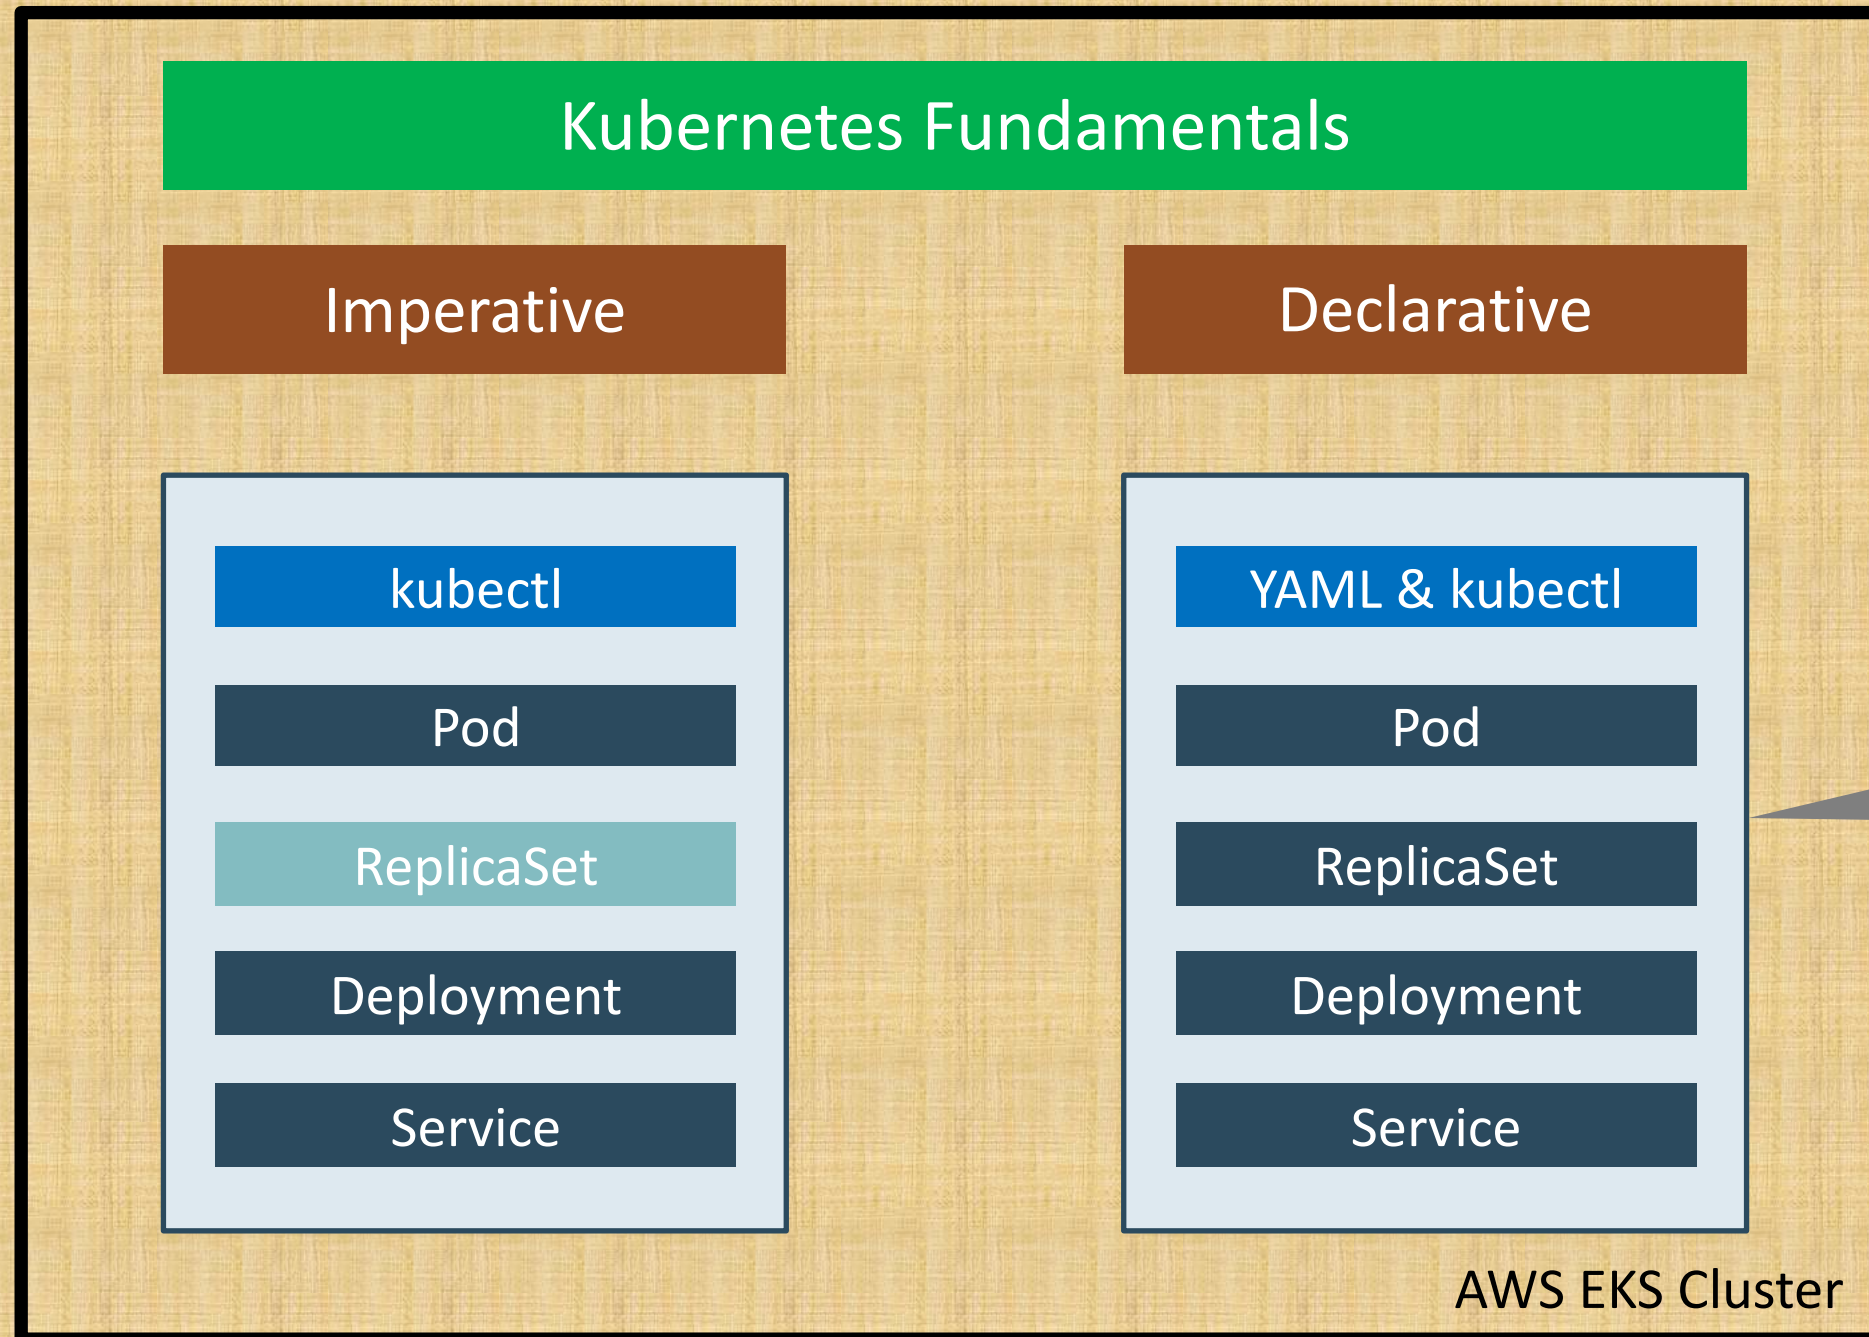 Kubernetes Fundamentals
Imperative
Declarative
kubectl
Pod
ReplicaSet
Deployment
Service
YAML & kubectl
Pod
ReplicaSet
Deployment
Service
AWS EKS Cluster